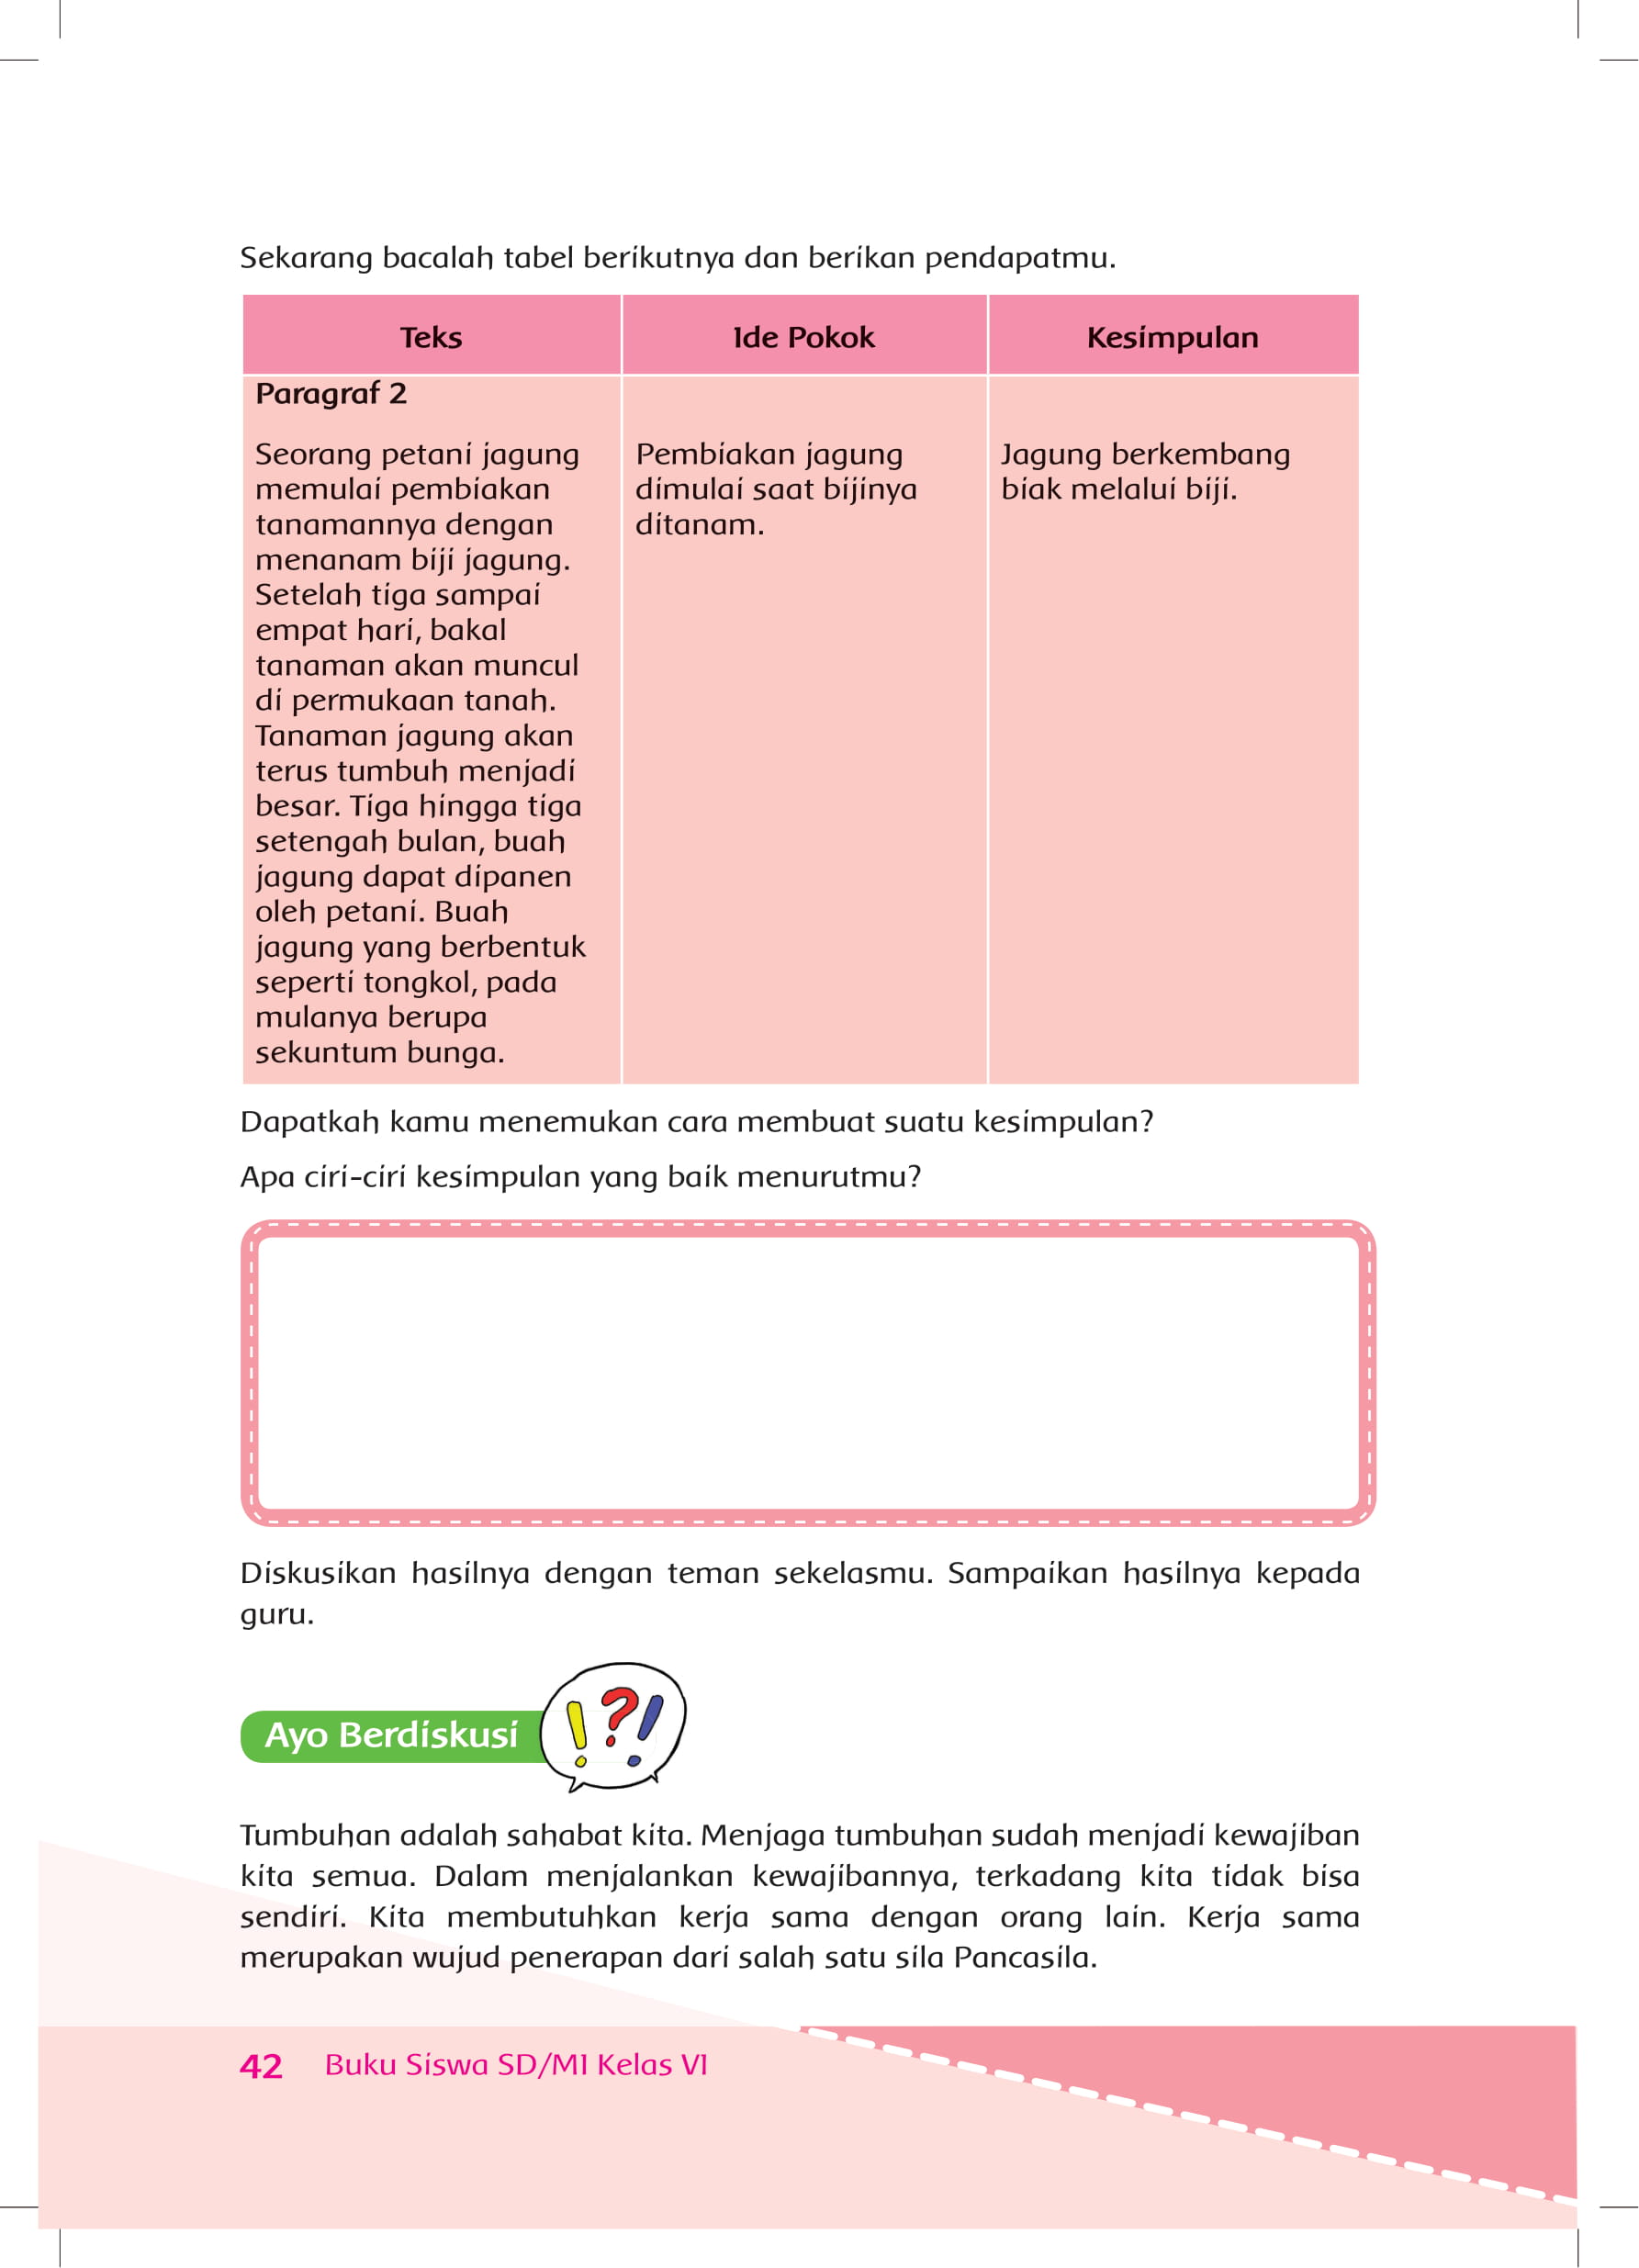 Sekarang bacalah tabel berikutnya dan berikan pendapatmu.
Teks
Ide Pokok
Kesimpulan
Paragraf 2
Seorang petani jagung
memulai pembiakan
tanamannya dengan
menanam biji jagung.
Setelah tiga sampai
empat hari, bakal
tanaman akan muncul
di permukaan tanah.
Tanaman jagung akan
terus tumbuh menjadi
besar. Tiga hingga tiga
setengah bulan, buah
jagung dapat dipanen
oleh petani. Buah
jagung yang berbentuk
seperti tongkol, pada
mulanya berupa
sekuntum bunga.
Pembiakan jagung
dimulai saat bijinya
ditanam.
Jagung berkembang
biak melalui biji.
Dapatkah kamu menemukan cara membuat suatu kesimpulan?
Apa ciri-ciri kesimpulan yang baik menurutmu?
Diskusikan hasilnya dengan teman sekelasmu. Sampaikan hasilnya kepada
guru.
Ayo Berdiskusi
!?!
Tumbuhan adalah sahabat kita. Menjaga tumbuhan sudah menjadi kewajiban
kita semua. Dalam menjalankan kewajibannya, terkadang kita tidak bisa
sendiri. Kita membutuhkan kerja sama dengan orang lain. Kerja sama
merupakan wujud penerapan dari salah satu sila Pancasila.
42 Buku Siswa SD/MI Kelas VI